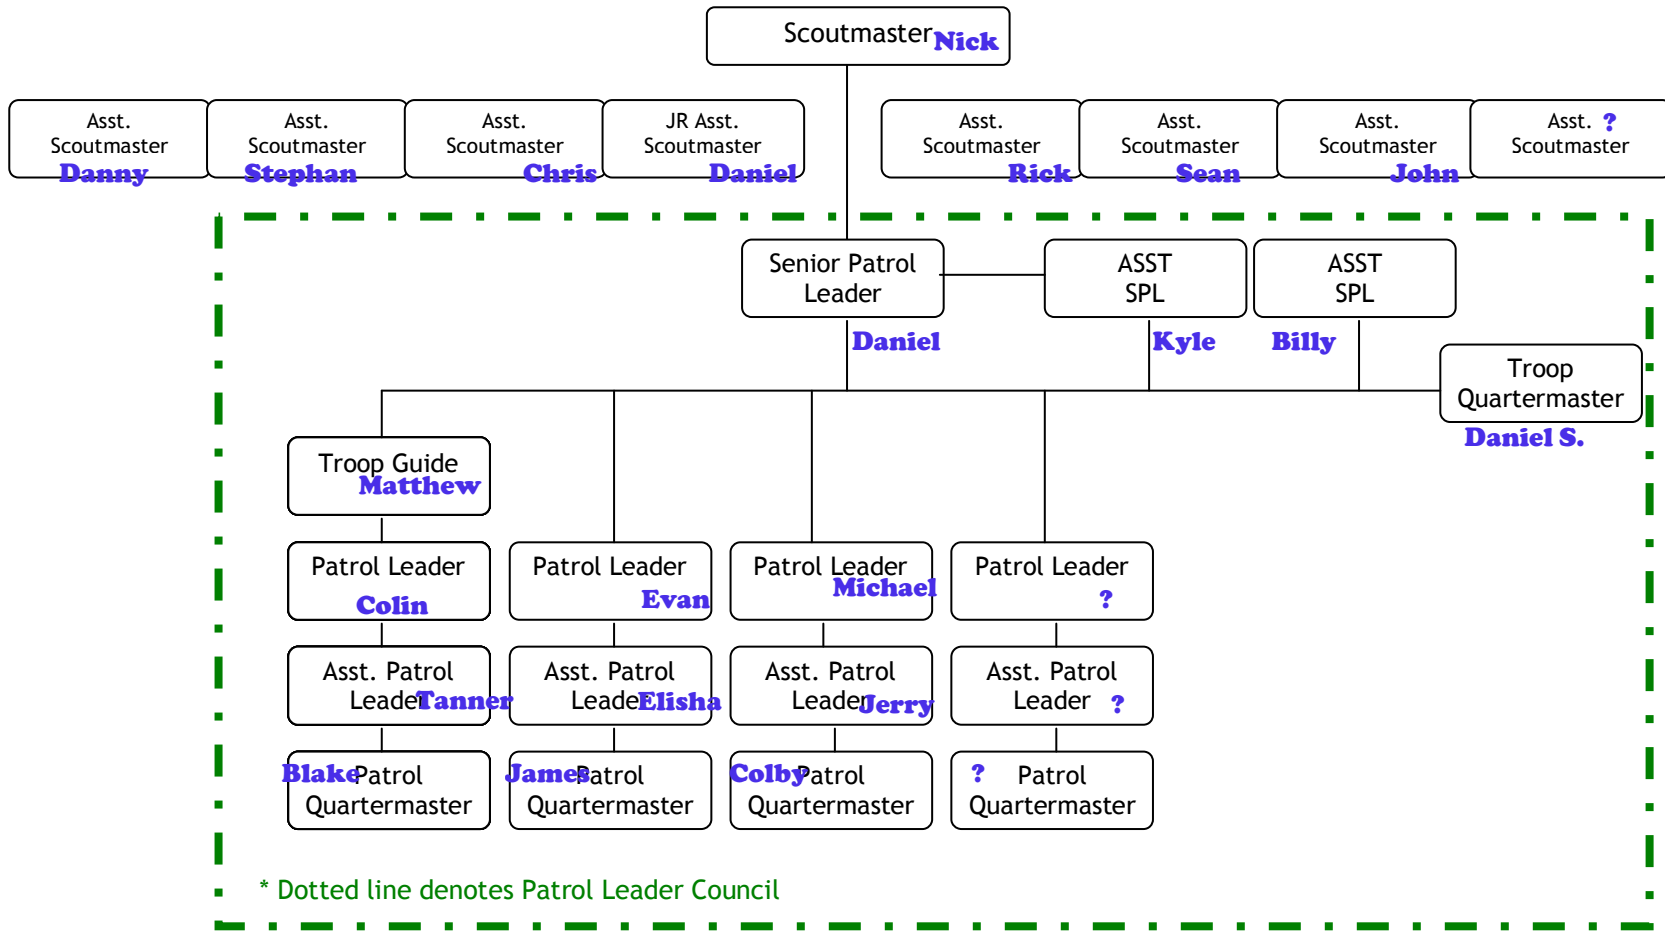 Scoutmaster Nick
Asst.
Scoutmaster
Danny
Asst.
Scoutmaster
Stephan
Asst.
Scoutmaster
Chris
JR Asst.
Scoutmaster
Daniel
Asst.
Scoutmaster
Rick
Asst.
Scoutmaster
Sean
Asst.
Scoutmaster
John
Asst. ?
Scoutmaster
Senior Patrol
Leader
Daniel
ASST
SPL
Kyle
ASST
SPL
Billy
Troop
Quartermaster
Daniel S.
Troop Guide
Matthew
Patrol Leader
Colin
Patrol Leader
Evan
Patrol Leader
Michael
Patrol Leader
?
Asst. Patrol
Leader Tanner
Asst. Patrol
Leader Elisha
Asst. Patrol
Leader Jerry
Asst. Patrol
Leader ?
Blake Patrol
Quartermaster
James Patrol
Quartermaster
Colby Patrol
Quartermaster
? Patrol
Quartermaster
* Dotted line denotes Patrol Leader Council